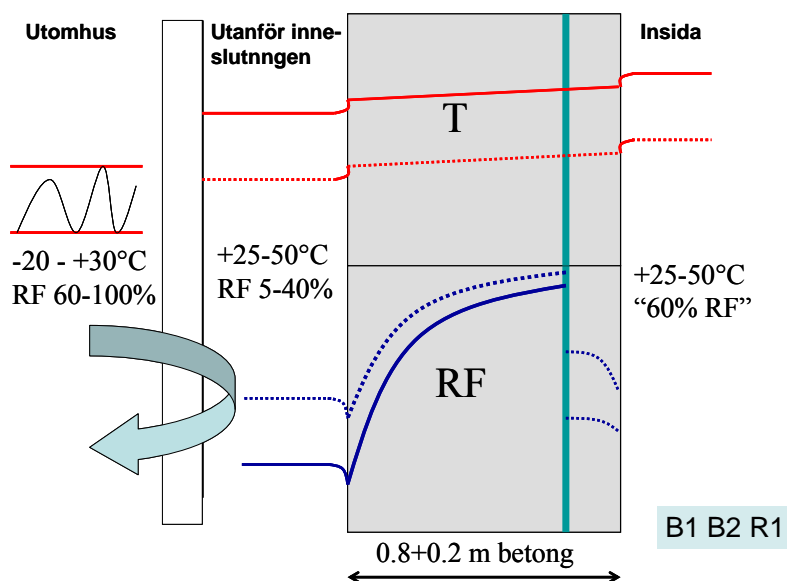 Utomhus
Utanför inne-
slutnngen
Insida
T
-20 - +30°C
RF 60-100%
+25-50°C
RF 5-40%
+25-50°C
“60% RF”
RF
B1 B2 R1
0.8+0.2 m betong